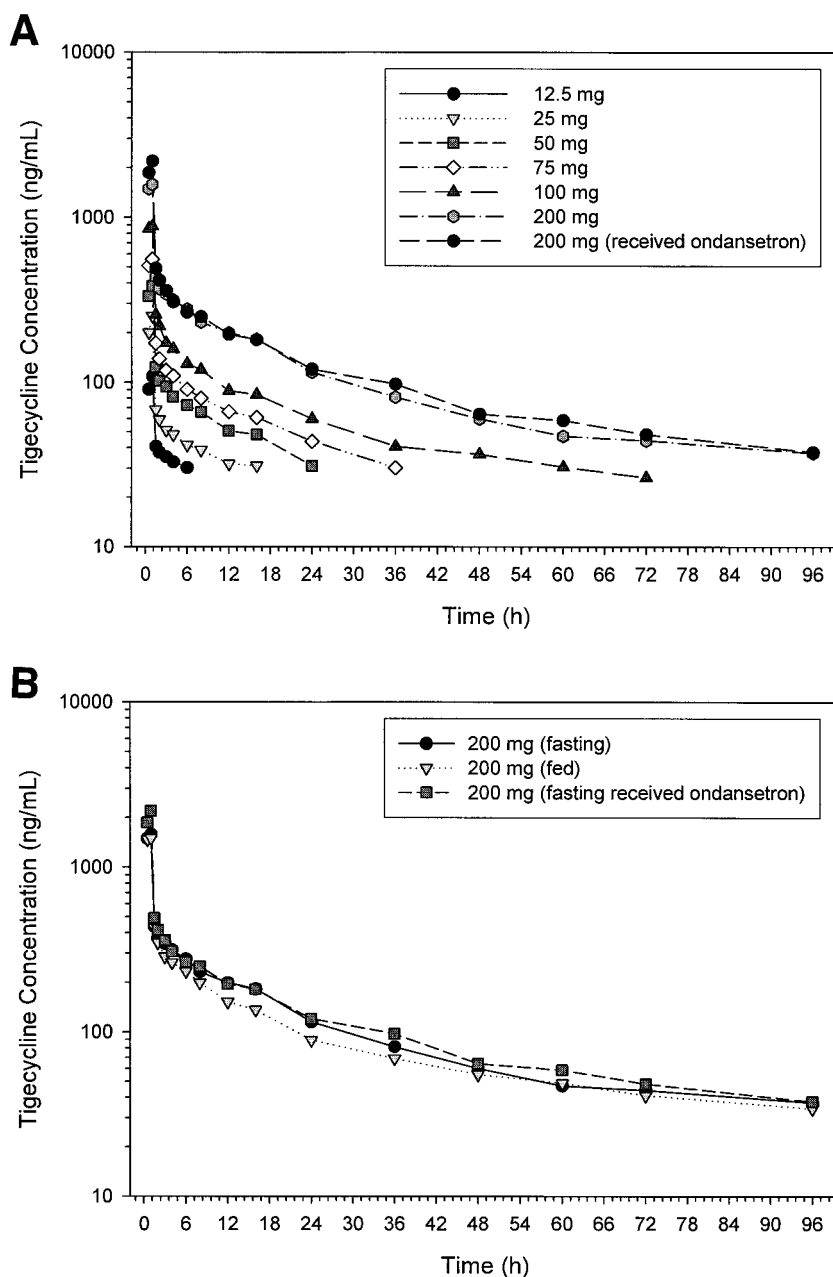 A
10000
1000
100
10
Tigecycline Concentration (ng/mL)
12.5 mg
25 mg
50 mg
75 mg
100 mg
200 mg
200 mg (received ondansetron)
0 6 12 18 24 30 36 42 48 54 60 66 72 78 84 90 96
Time (h)
B
10000
1000
100
10
Tigecycline Concentration (ng/mL)
200 mg (fasting)
200 mg (fed)
200 mg (fasting received ondansetron)
0 6 12 18 24 30 36 42 48 54 60 66 72 78 84 90 96
Time (h)